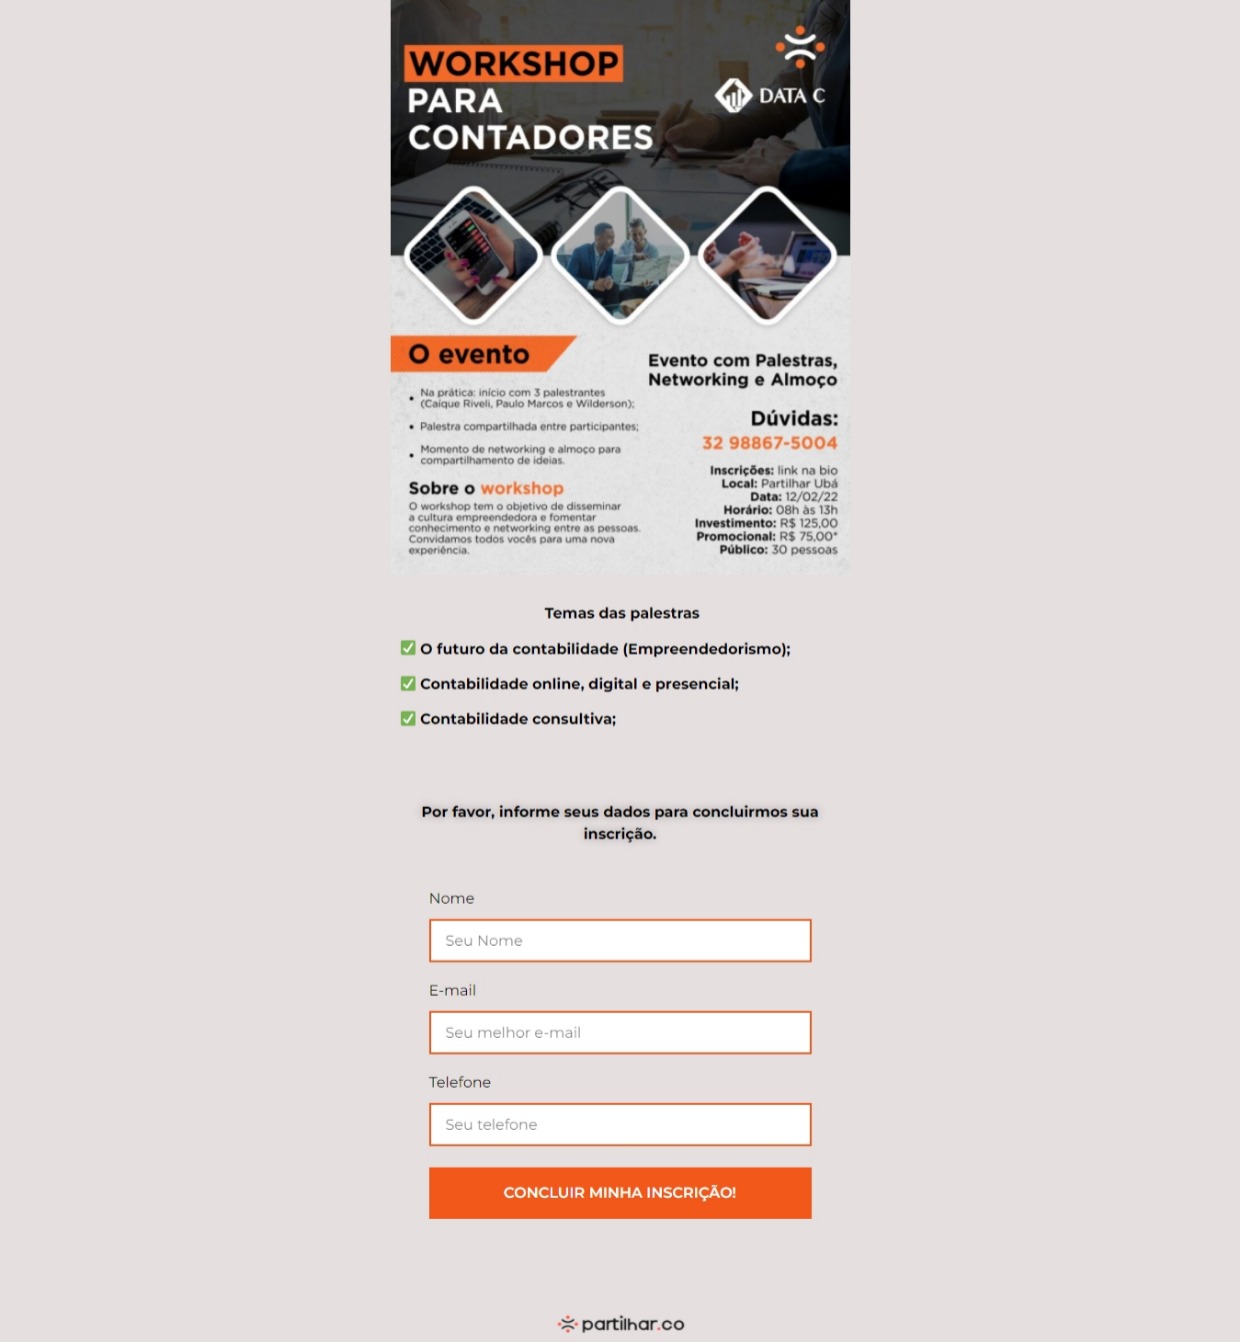 WORKSHOP
PARA
CONTADORES
DATA C
O evento
• Na prática: início com 3 palestrantes
(Caíque Riveli, Paulo Marcos e Wilderson);
• Palestra compartilhada entre participantes;
• Momento de networking e almoço para
compartilhamento de ideias.
Sobre o workshop
O workshop tem o objetivo de disseminar
a cultura empreendedora e fomentar
conhecimento e networking entre as pessoas.
Convidamos todos vocês para uma nova
experiência.
Evento com Palestras,
Networking e Almoço
Dúvidas:
32 98867-5004
Inscrições: link na bio
Local: Partilhar Ubá
Data: 12/02/22
Horário: 08h às 13h
Investimento: R$ 125,00
Promocional: R$ 75,00*
Público: 30 pessoas
Temas das palestras
✅ O futuro da contabilidade (Empreendedorismo);
✅ Contabilidade online, digital e presencial;
✅ Contabilidade consultiva;
Por favor, informe seus dados para concluirmos sua
inscrição.
Nome
Seu Nome
E-mail
Seu melhor e-mail
Telefone
Seu telefone
CONCLUIR MINHA INSCRIÇÃO!
partilhar.co